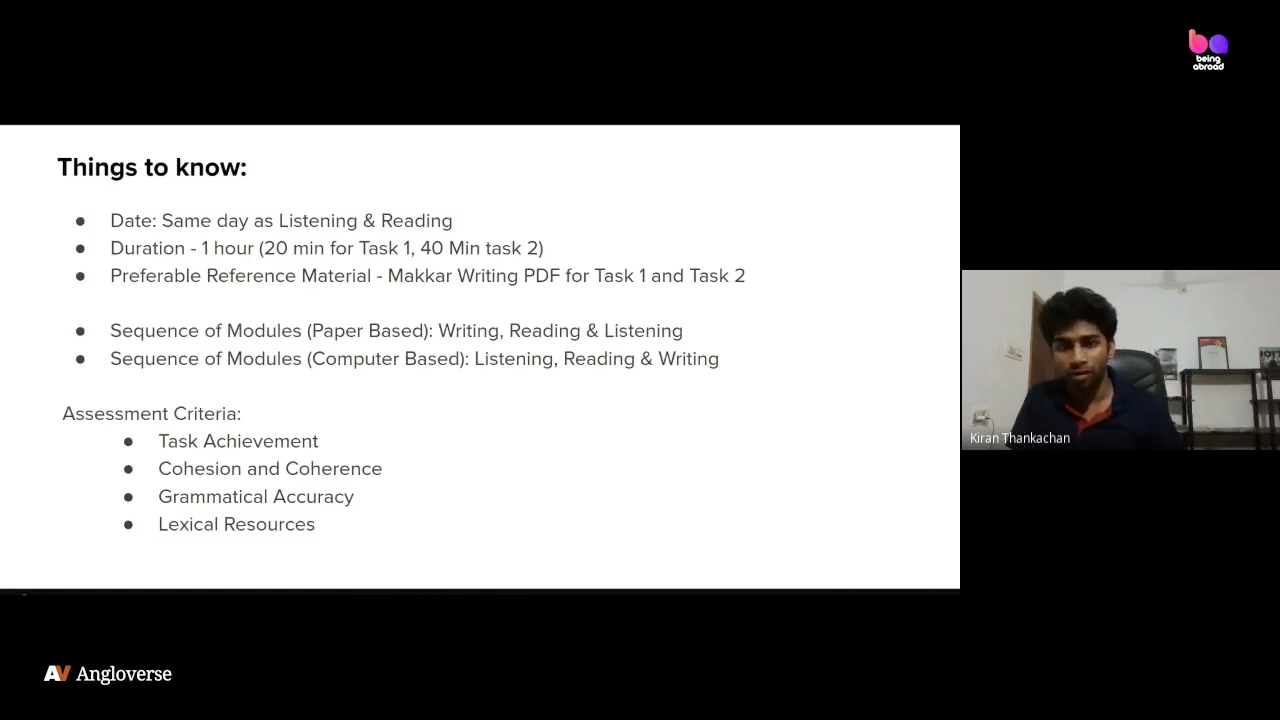 being
abroad
Things to know:
● Date: Same day as Listening & Reading
● Duration - 1 hour (20 min for Task 1, 40 Min task 2)
● Preferable Reference Material - Makkar Writing PDF for Task 1 and Task 2
● Sequence of Modules (Paper Based): Writing, Reading & Listening
● Sequence of Modules (Computer Based): Listening, Reading & Writing
Assessment Criteria:
● Task Achievement
● Cohesion and Coherence
● Grammatical Accuracy
● Lexical Resources
Kiran Thankachan
AV Angloverse